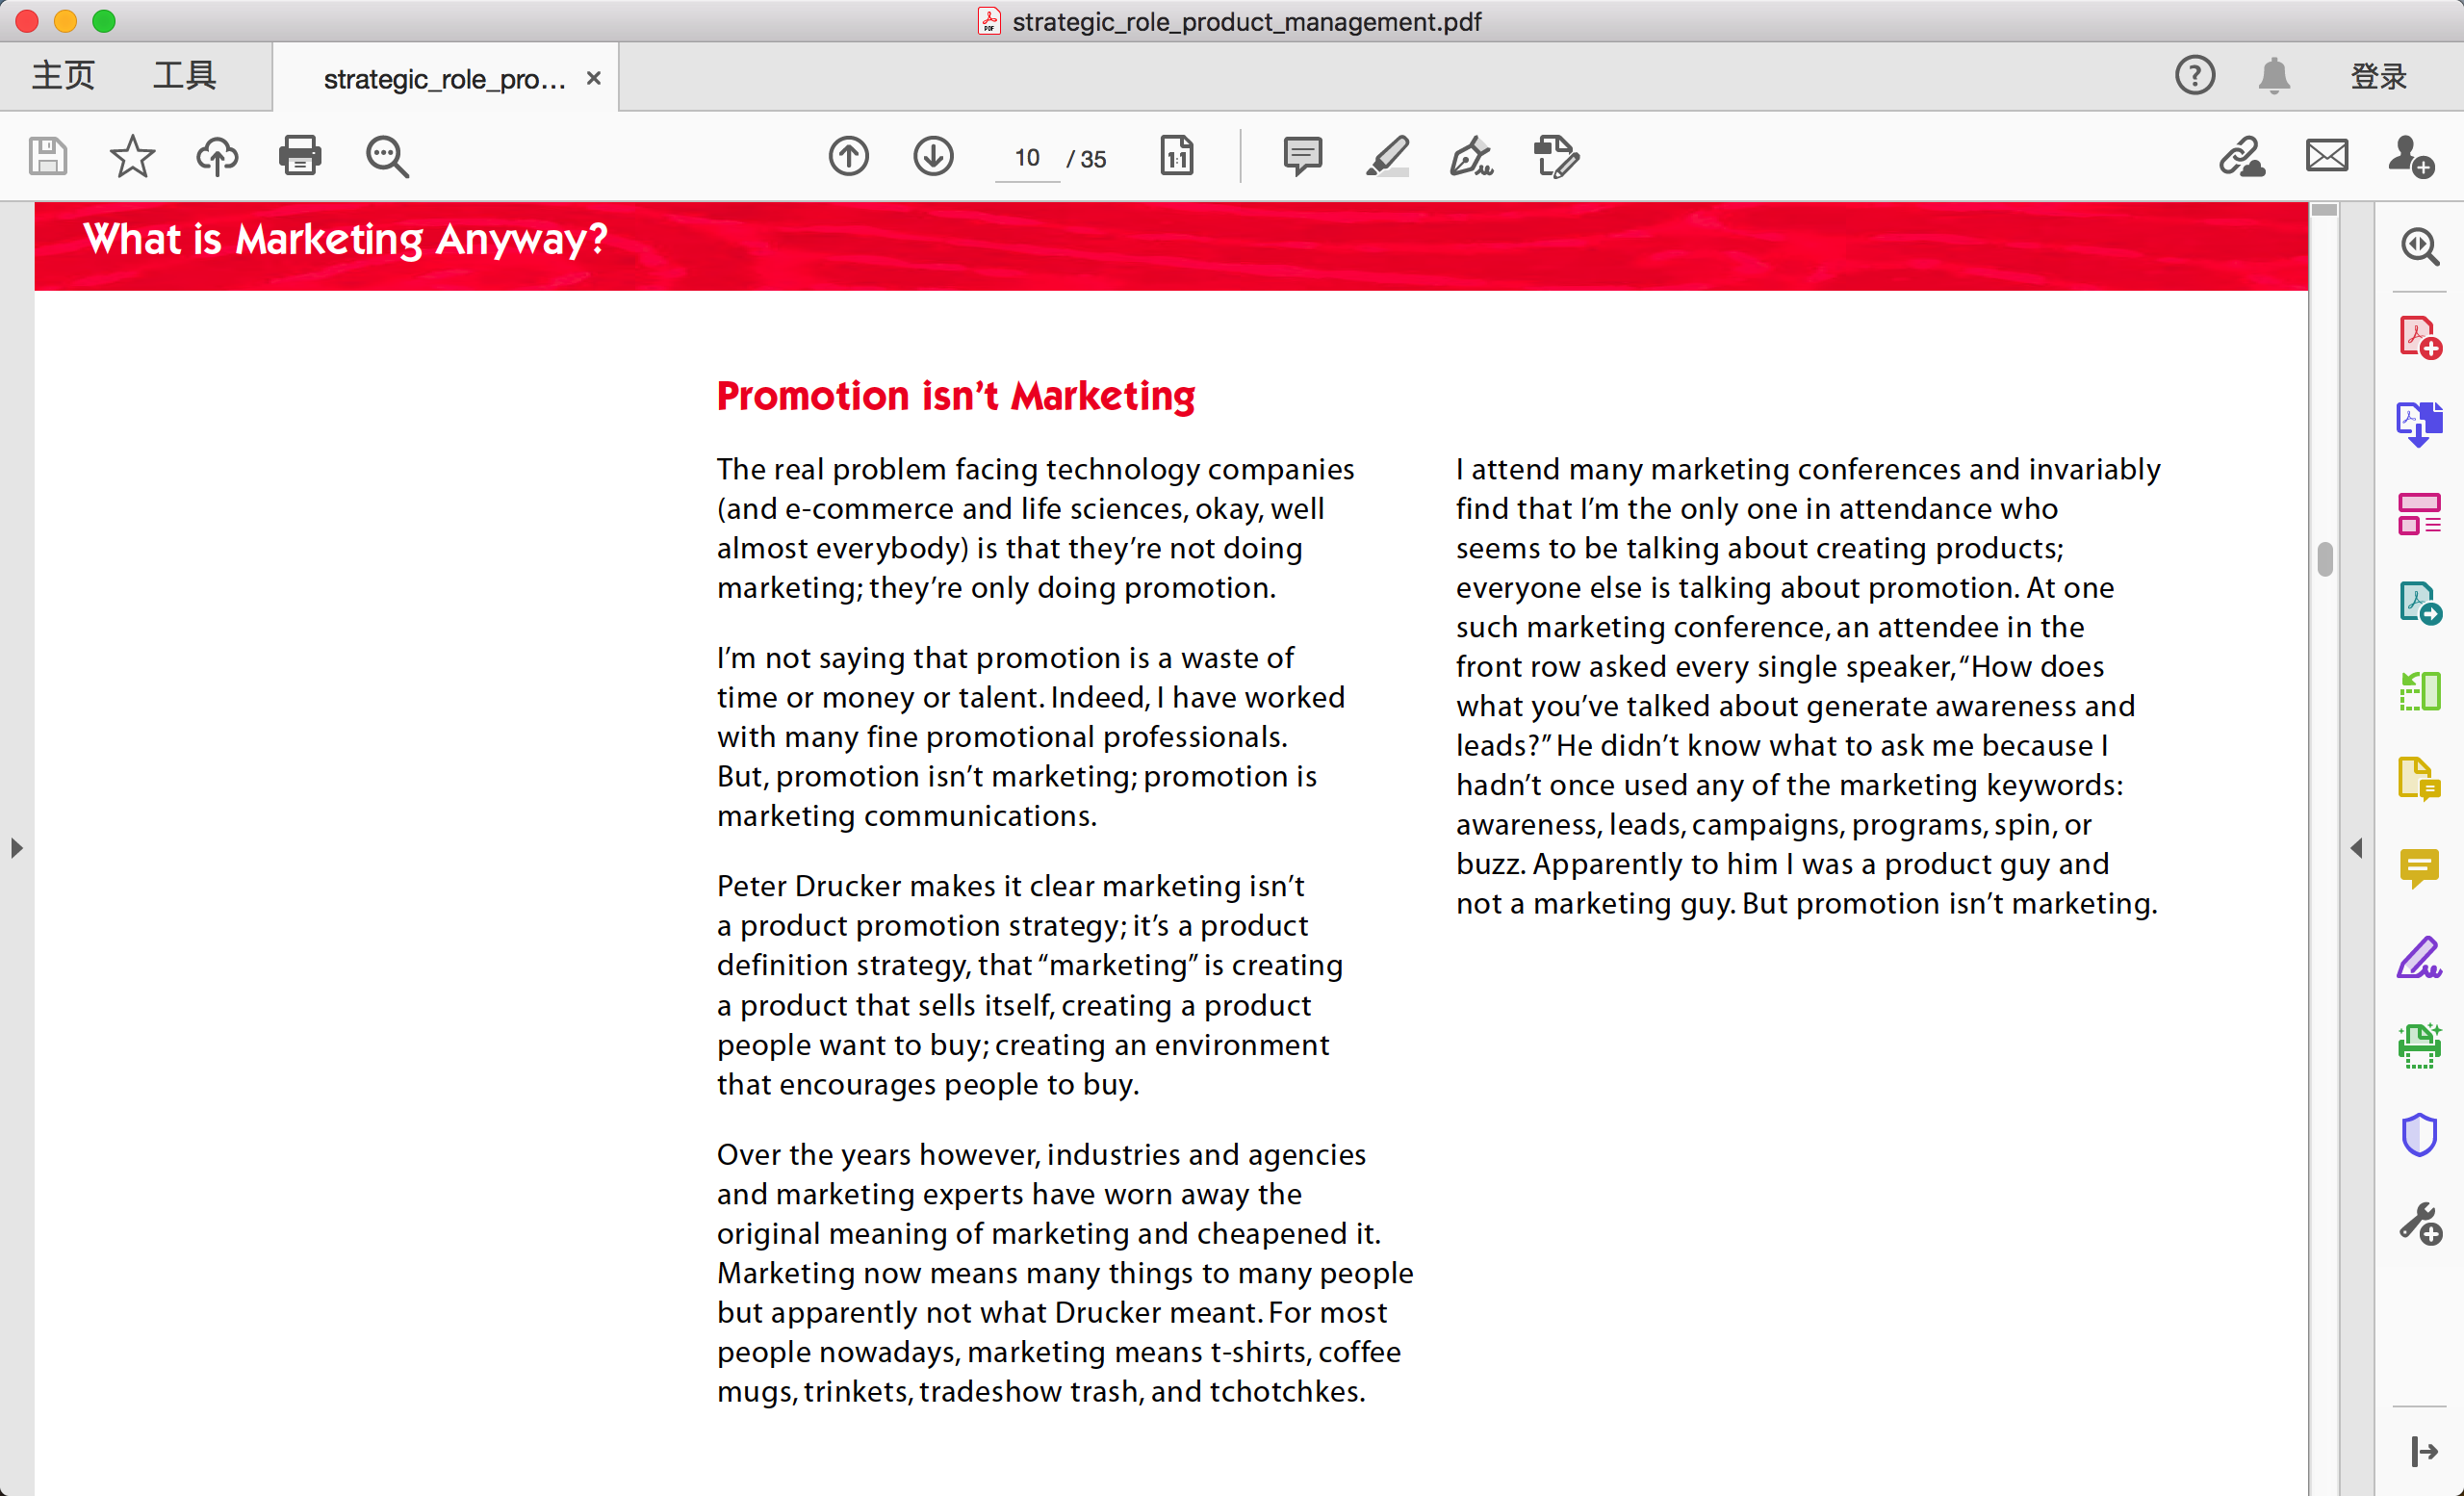 strategic_role_product_management.pdf
主页
工具
strategic_role_pro... ×
登录
10 / 35
1:1
What is Marketing Anyway?
Promotion isn’t Marketing
The real problem facing technology companies
(and e-commerce and life sciences, okay, well
almost everybody) is that they’re not doing
marketing; they’re only doing promotion.
I’m not saying that promotion is a waste of
time or money or talent. Indeed, I have worked
with many fine promotional professionals.
But, promotion isn’t marketing; promotion is
marketing communications.
Peter Drucker makes it clear marketing isn’t
a product promotion strategy; it’s a product
definition strategy, that “marketing” is creating
a product that sells itself, creating a product
people want to buy; creating an environment
that encourages people to buy.
Over the years however, industries and agencies
and marketing experts have worn away the
original meaning of marketing and cheapened it.
Marketing now means many things to many people
but apparently not what Drucker meant. For most
people nowadays, marketing means t-shirts, coffee
mugs, trinkets, tradeshow trash, and tchotchkes.
I attend many marketing conferences and invariably
find that I’m the only one in attendance who
seems to be talking about creating products;
everyone else is talking about promotion. At one
such marketing conference, an attendee in the
front row asked every single speaker, “How does
what you’ve talked about generate awareness and
leads?” He didn’t know what to ask me because I
hadn’t once used any of the marketing keywords:
awareness, leads, campaigns, programs, spin, or
buzz. Apparently to him I was a product guy and
not a marketing guy. But promotion isn’t marketing.